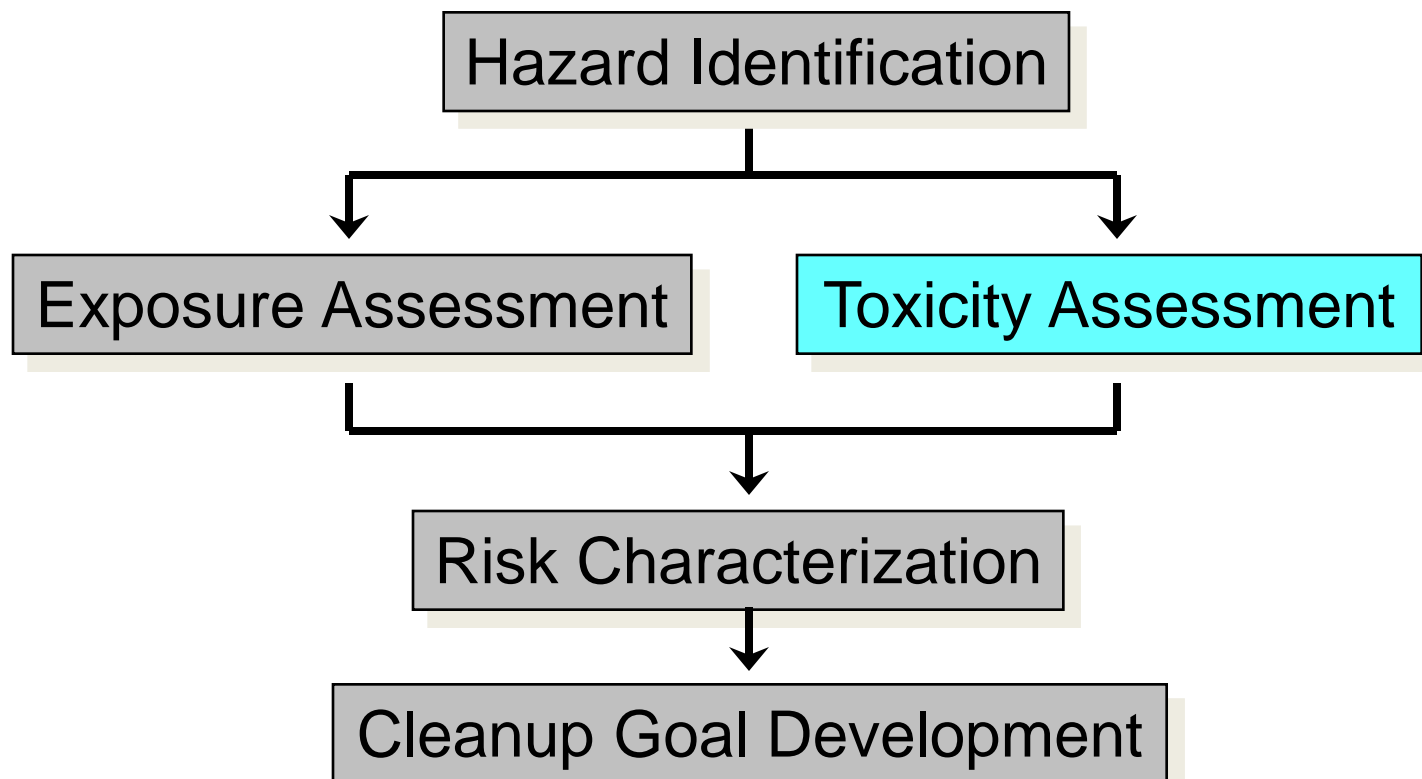 Hazard Identification
Exposure Assessment
Toxicity Assessment
Risk Characterization
Cleanup Goal Development